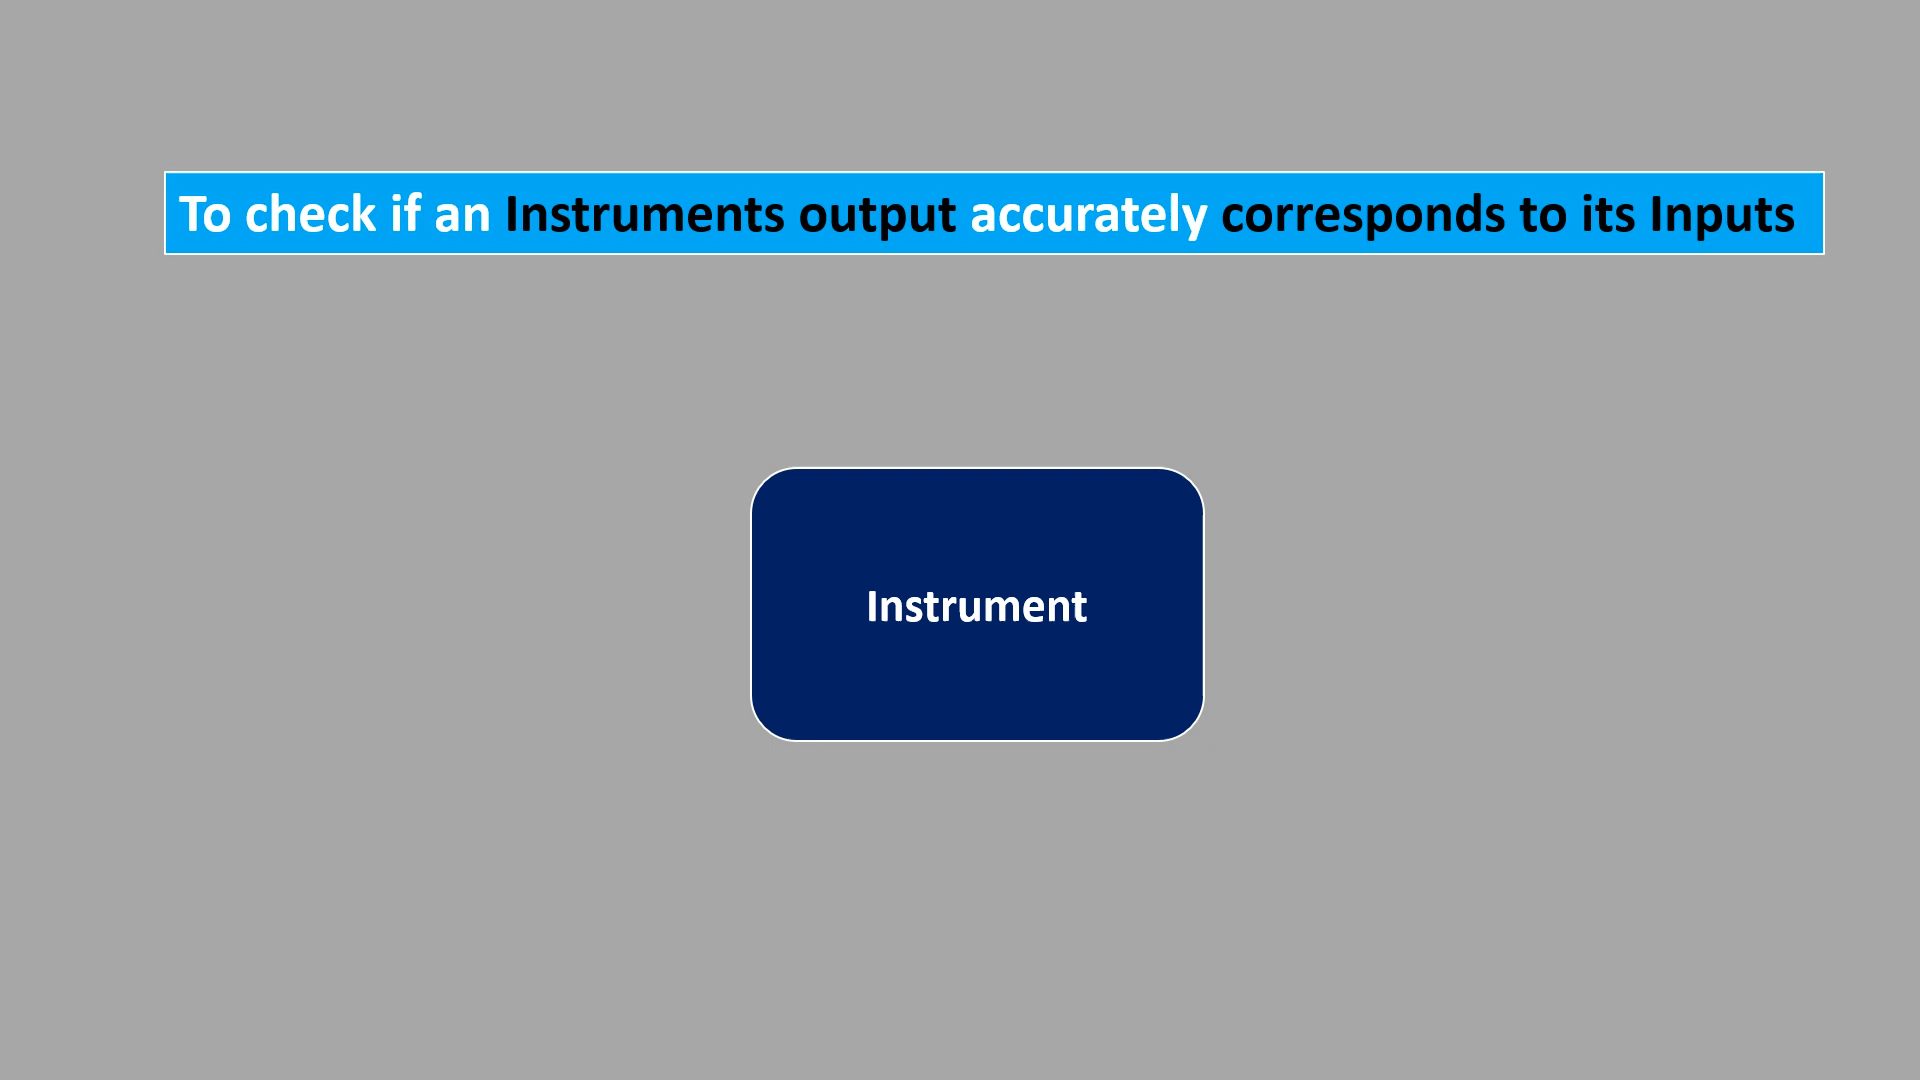 To check if an Instruments output accurately corresponds to its Inputs
Instrument